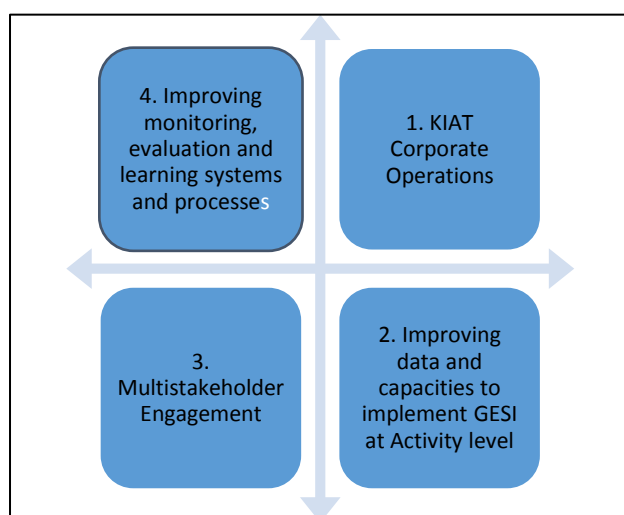 4. Improving
monitoring,
evaluation and
learning systems
and processes
1. KIAT
Corporate
Operations
3.
Multistakeholder
Engagement
2. Improving
data and
capacities to
implement GESI
at Activity level